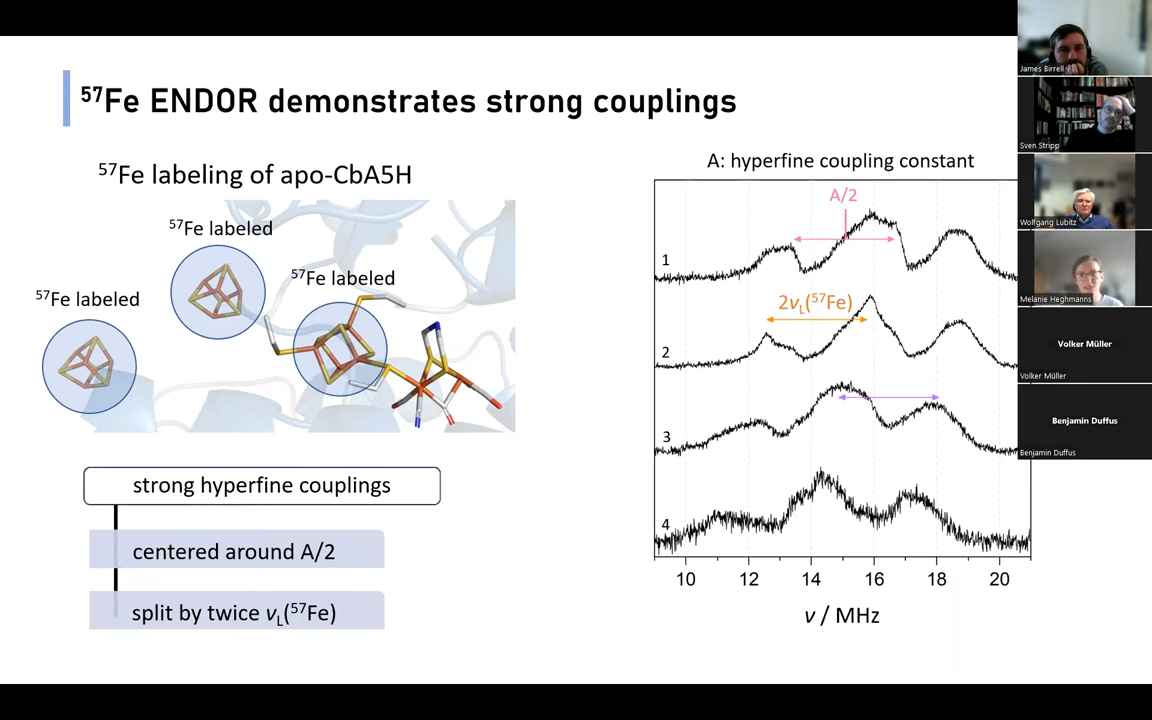 ⁵⁷Fe ENDOR demonstrates strong couplings
⁵⁷Fe labeling of apo-CbA5H
⁵⁷Fe labeled
⁵⁷Fe labeled
⁵⁷Fe labeled
strong hyperfine couplings
centered around A/2
split by twice νL(⁵⁷Fe)
A: hyperfine coupling constant
A/2
1
2νL(⁵⁷Fe)
2
3
4
10 12 14 16 18 20
ν / MHz
James Birrell
Sven Stripp
Wolfgang Lubitz
Melanie Heghmanns
Volker Müller
Volker Müller
Benjamin Duffus
Benjamin Duffus